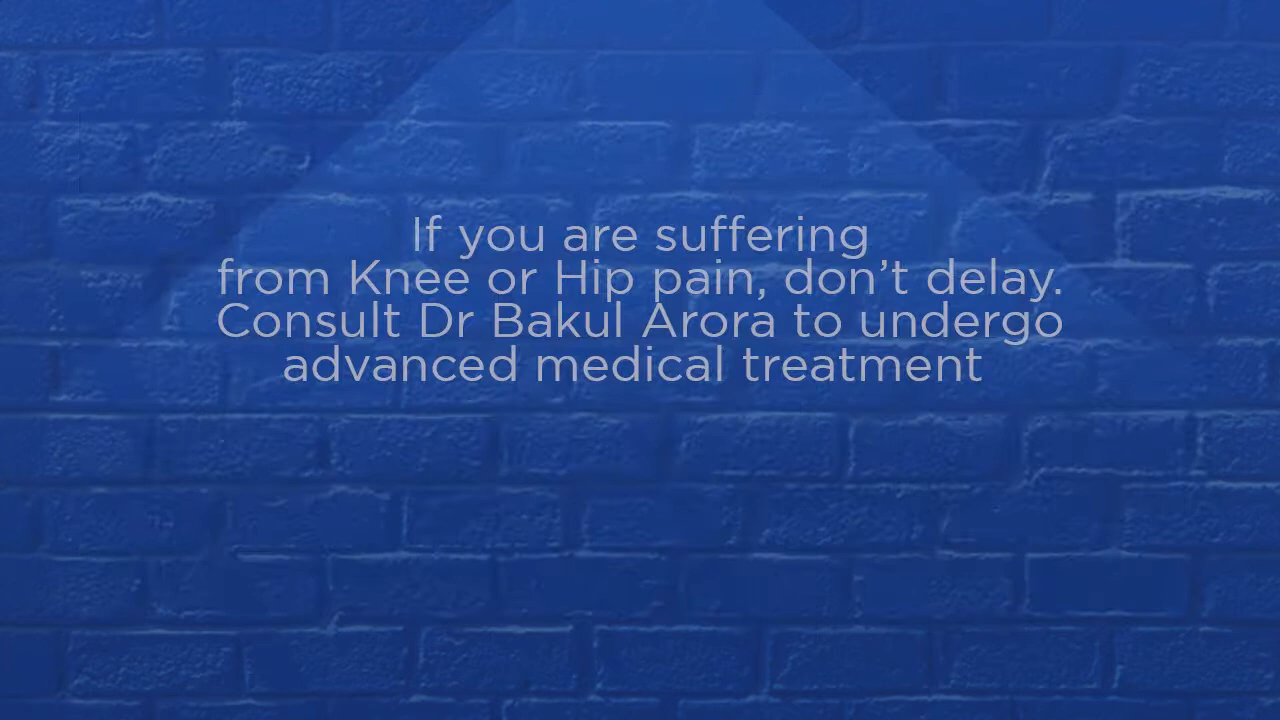 If you are suffering
from Knee or Hip pain, don’t delay.
Consult Dr Bakul Arora to undergo
advanced medical treatment